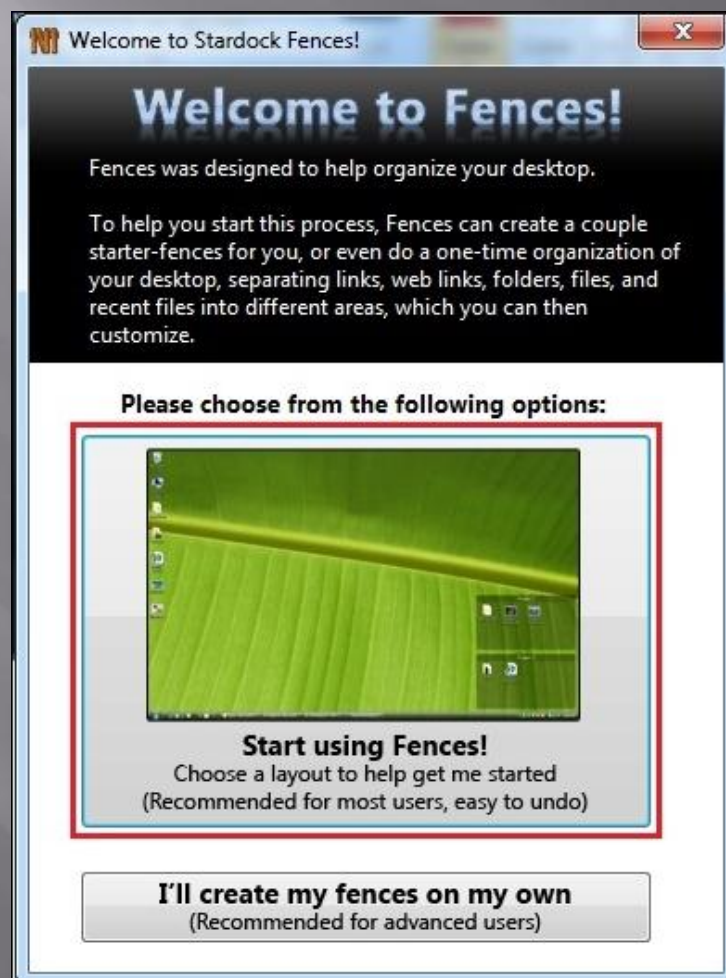 Welcome to Stardock Fences!
Welcome to Fences!
Fences was designed to help organize your desktop.
To help you start this process, Fences can create a couple
starter-fences for you, or even do a one-time organization of
your desktop, separating links, web links, folders, files, and
recent files into different areas, which you can then
customize.
Please choose from the following options:
Start using Fences!
Choose a layout to help get me started
(Recommended for most users, easy to undo)
I'll create my fences on my own
(Recommended for advanced users)